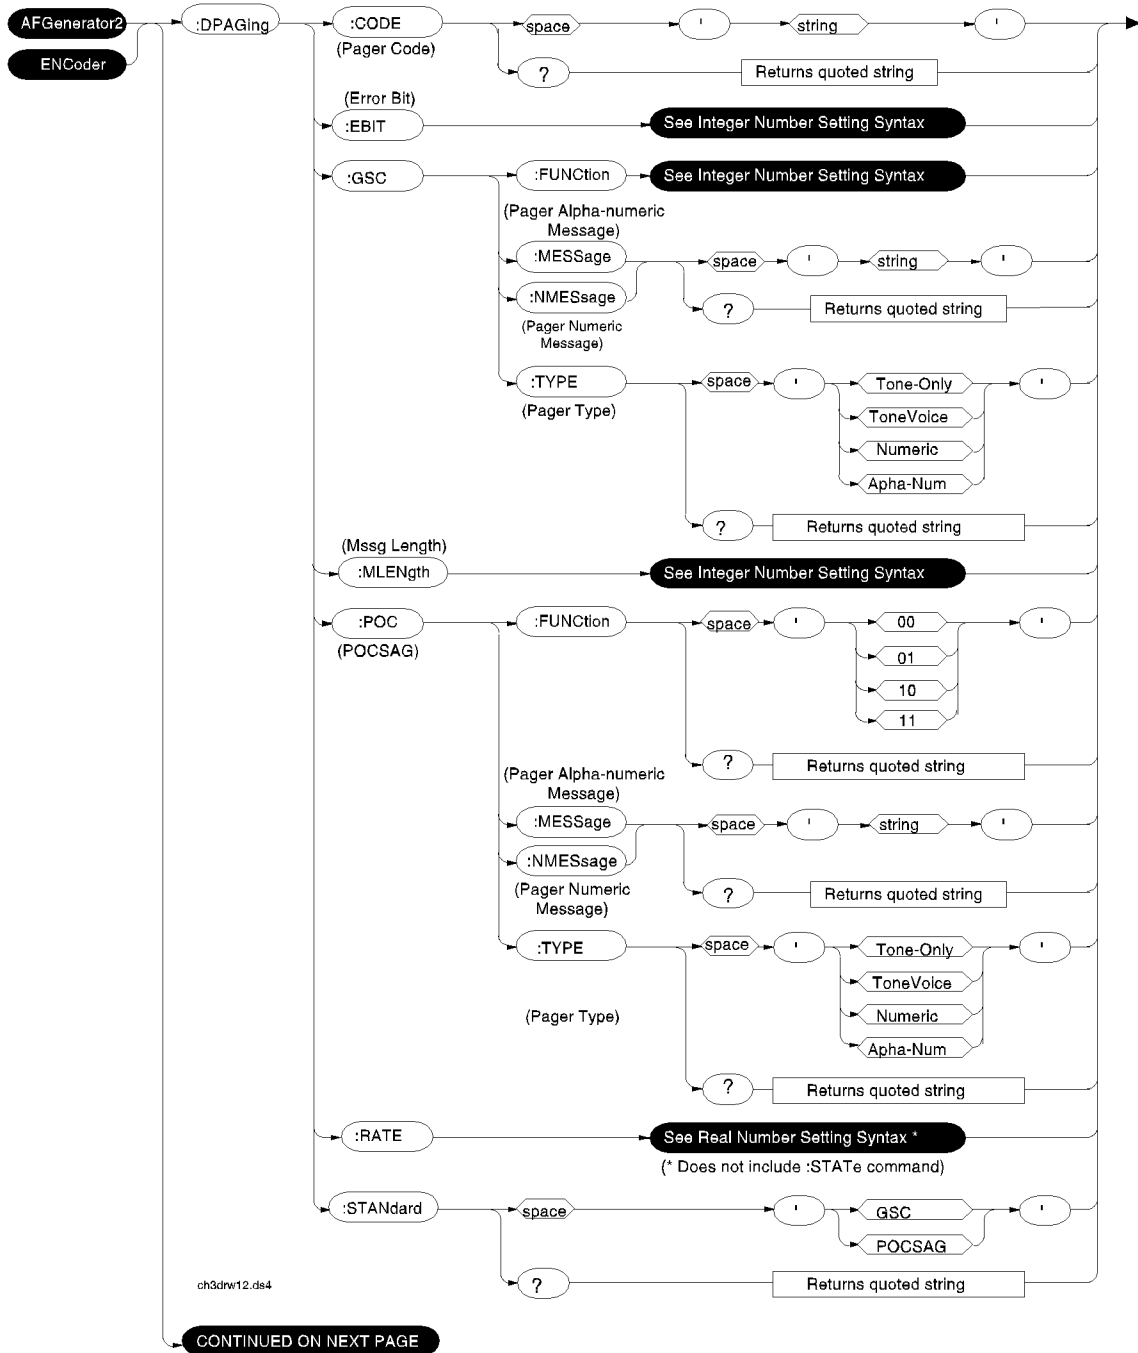 AFGenerator2
:DPAGing
:CODE
space
'
string
'
ENCoder
(Pager Code)
?
Returns quoted string
(Error Bit)
:EBIT
See Integer Number Setting Syntax
:GSC
:FUNCtion
See Integer Number Setting Syntax
(Pager Alpha-numeric
Message)
:MESSage
space
'
string
'
:NMESsage
?
Returns quoted string
(Pager Numeric
Message)
:TYPE
space
'
Tone-Only
'
(Pager Type)
ToneVoice
Numeric
Apha-Num
?
Returns quoted string
(Mssg Length)
:MLENgth
See Integer Number Setting Syntax
:POC
:FUNCtion
space
'
00
'
(POCSAG)
01
10
11
?
Returns quoted string
(Pager Alpha-numeric
Message)
:MESSage
space
'
string
'
:NMESsage
(Pager Numeric
Message)
?
Returns quoted string
:TYPE
space
'
Tone-Only
'
ToneVoice
(Pager Type)
Numeric
Apha-Num
?
Returns quoted string
:RATE
See Real Number Setting Syntax *
(* Does not include :STATe command)
:STANdard
space
'
GSC
'
POCSAG
ch3drw12.ds4
?
Returns quoted string
CONTINUED ON NEXT PAGE